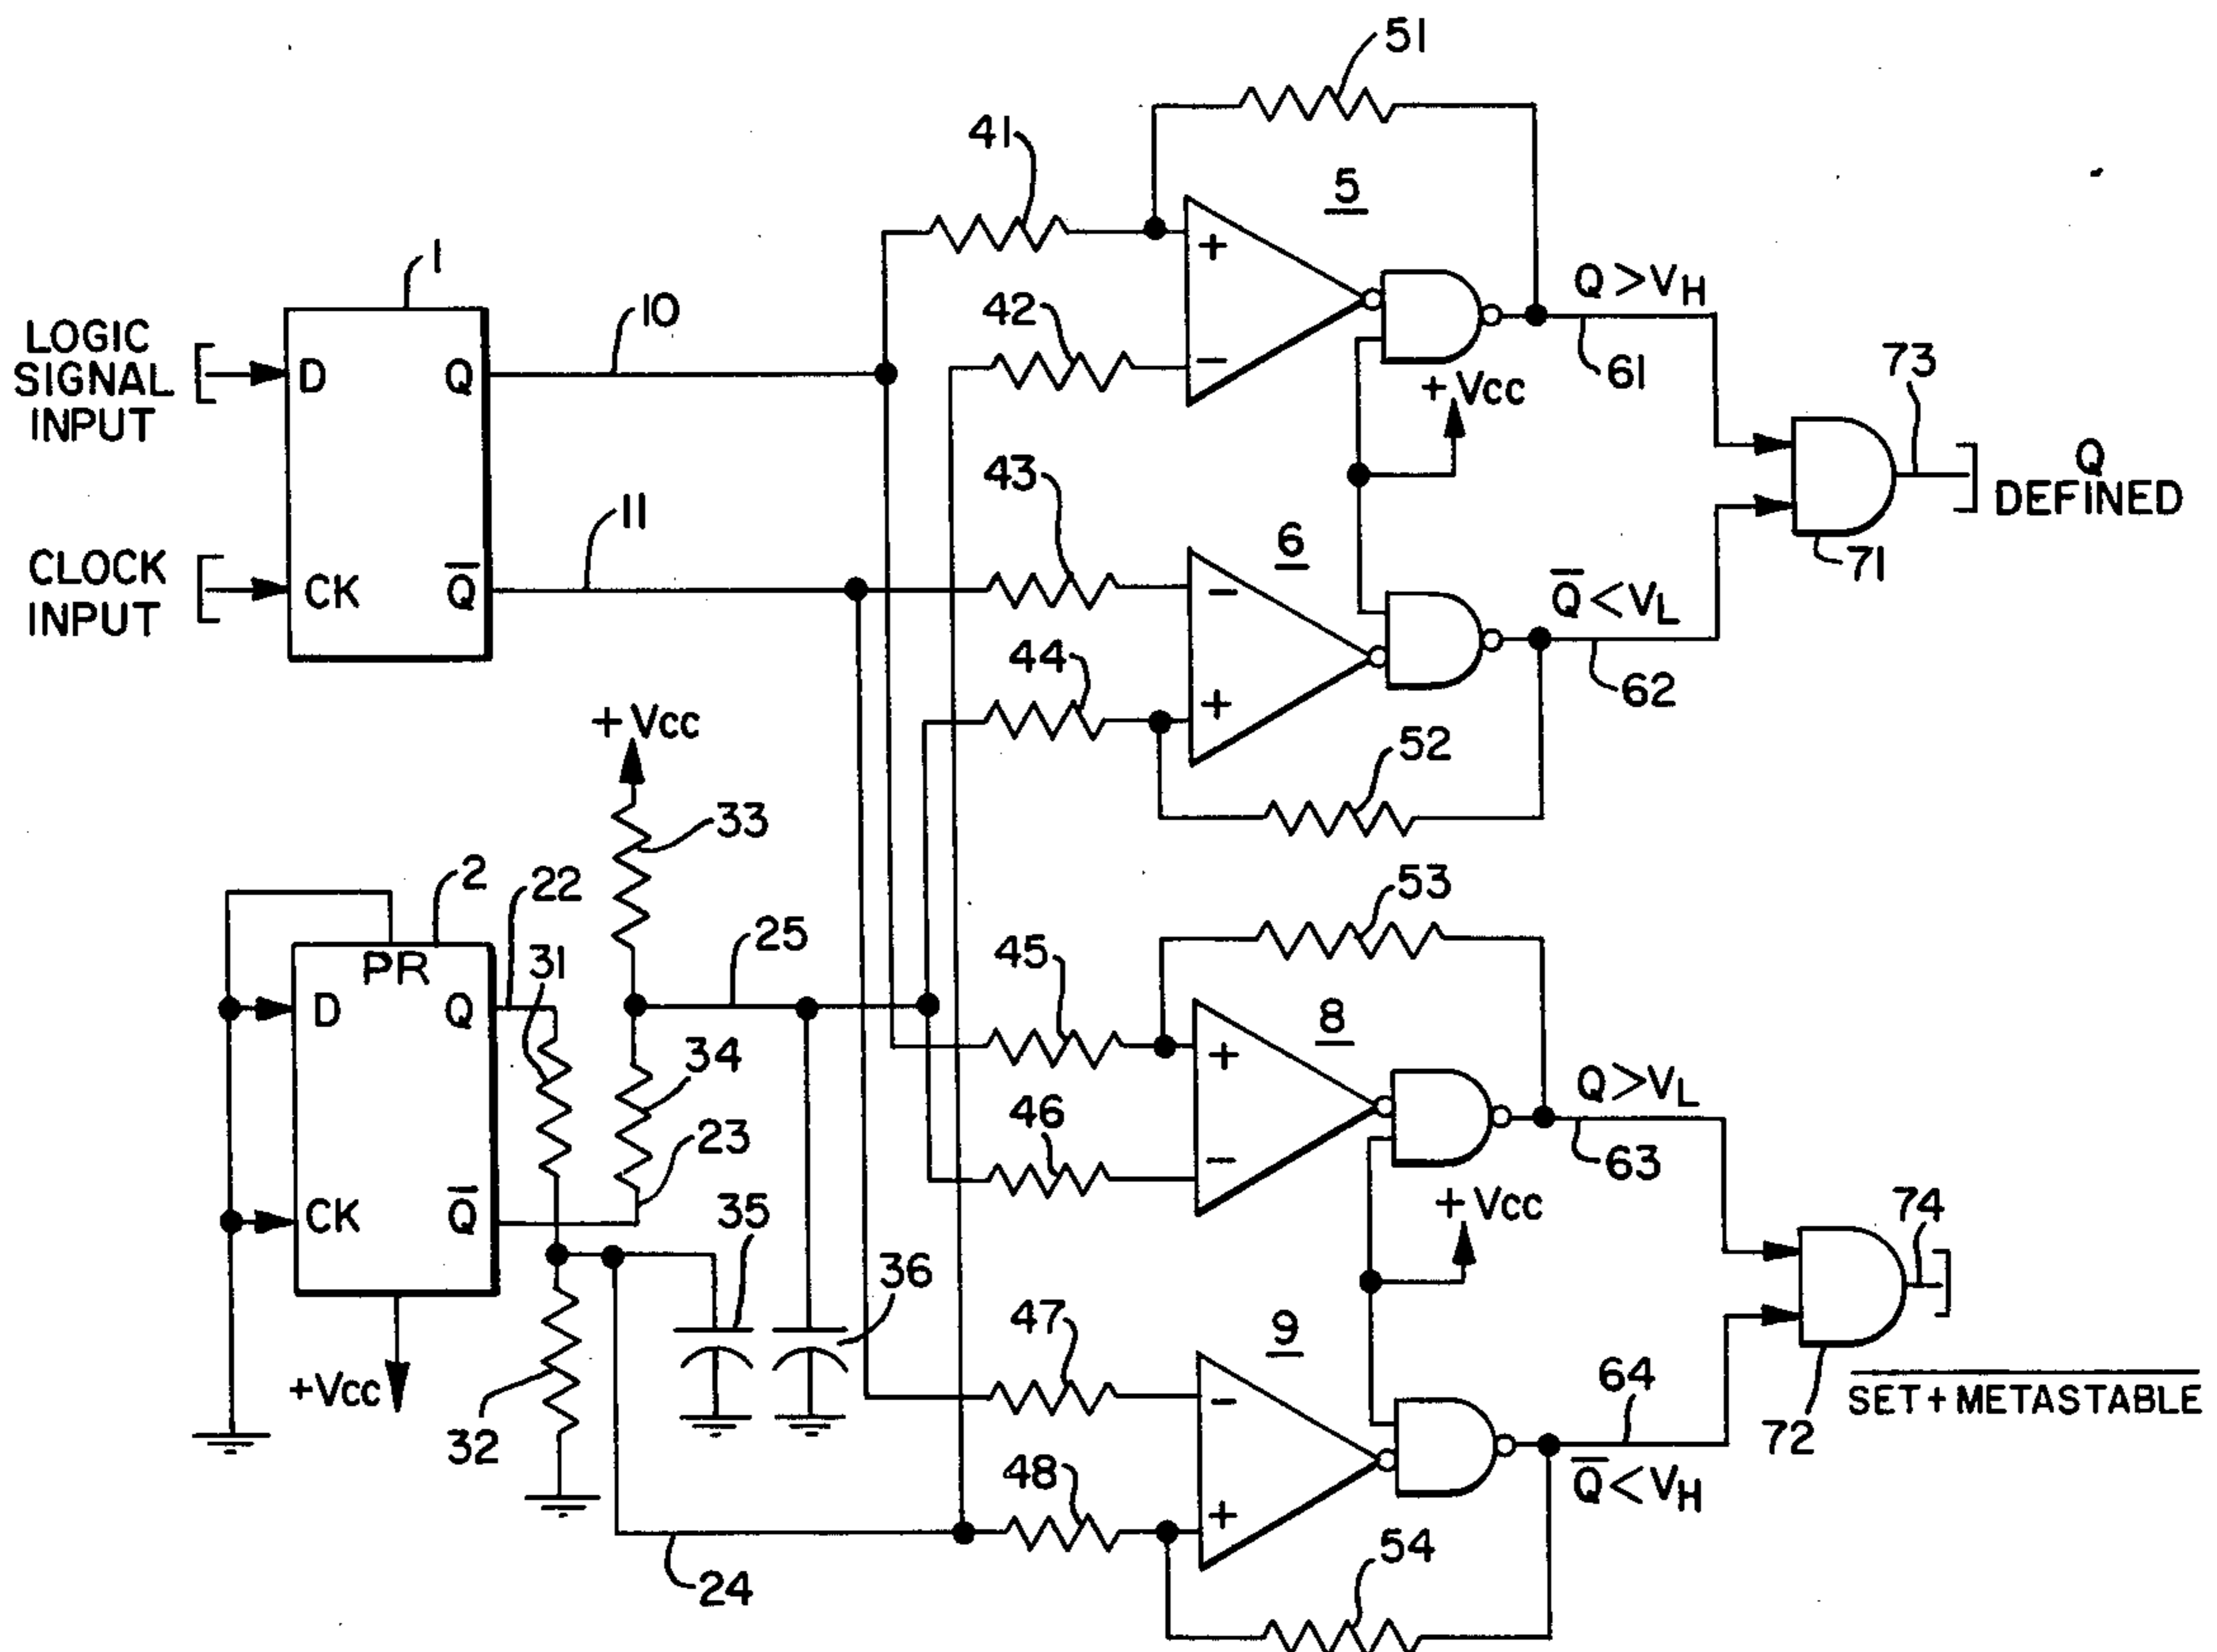 51
41
5
42
Q > VH
61
+ VCC
73
1
10
LOGIC
SIGNAL
INPUT
D
Q
+
−
43
Q
DEFINED
71
11
6
CLOCK
INPUT
CK
Q̅
−
Q̅ < VL
44
+
62
+ VCC
52
33
2
22
53
PR
31
25
45
8
D
Q
34
+
Q > VL
46
23
−
63
CK
Q̅
35
+ VCC
74
36
47
9
+VCC
−
64
SET + METASTABLE
32
72
48
+
Q̅ < VH
24
54